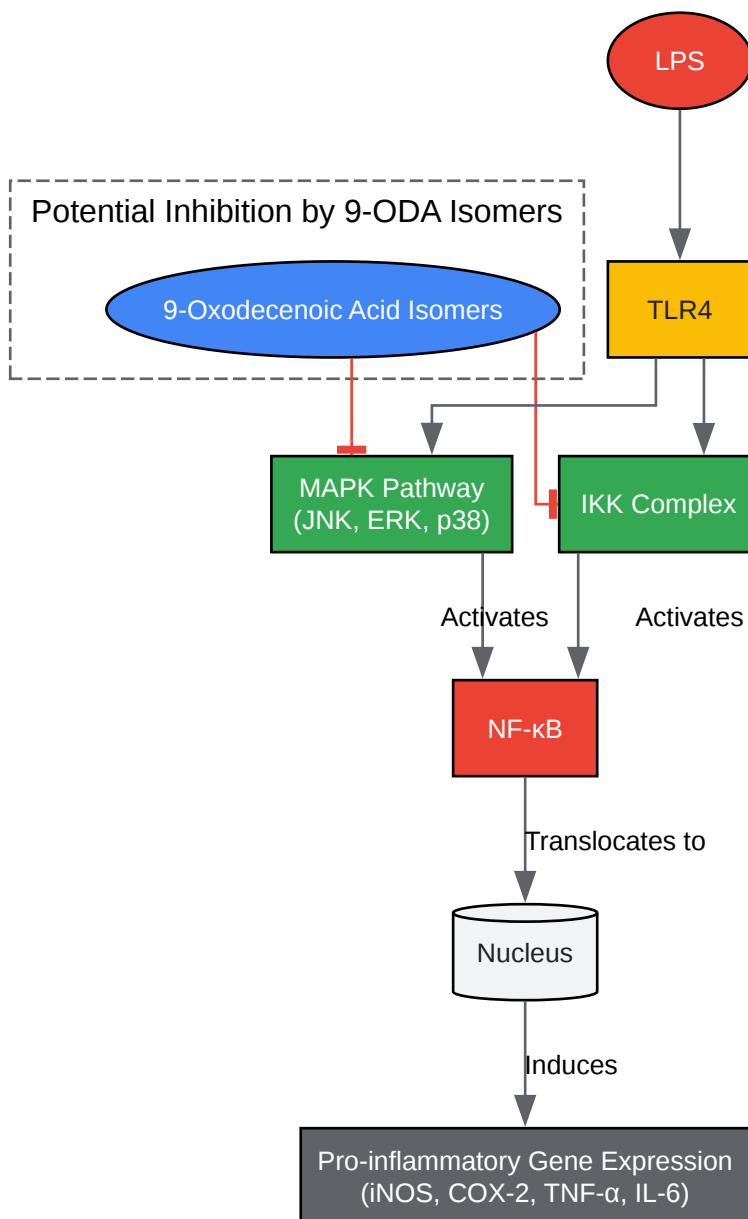 LPS
Potential Inhibition by 9-ODA Isomers
9-Oxodecenoic Acid Isomers
TLR4
MAPK Pathway
(JNK, ERK, p38)
IKK Complex
Activates
Activates
NF-κB
Translocates to
Nucleus
Induces
Pro-inflammatory Gene Expression
(iNOS, COX-2, TNF-α, IL-6)